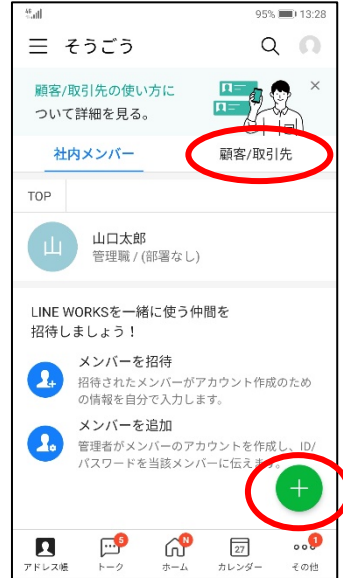 4G 95% 13:28
そうごう
顧客/取引先の使い方に
ついて詳細を見る。
社内メンバー 顧客/取引先
TOP
山 山口太郎
管理職 / (部署なし)
LINE WORKSを一緒に使う仲間を
招待しましょう！
メンバーを招待
招待されたメンバーがアカウント作成のため
の情報を自分で入力します。
メンバーを追加
管理者がメンバーのアカウントを作成し、ID/
パスワードを当該メンバーに伝えます。
5 N 27 1
アドレス帳 トーク ホーム カレンダー その他